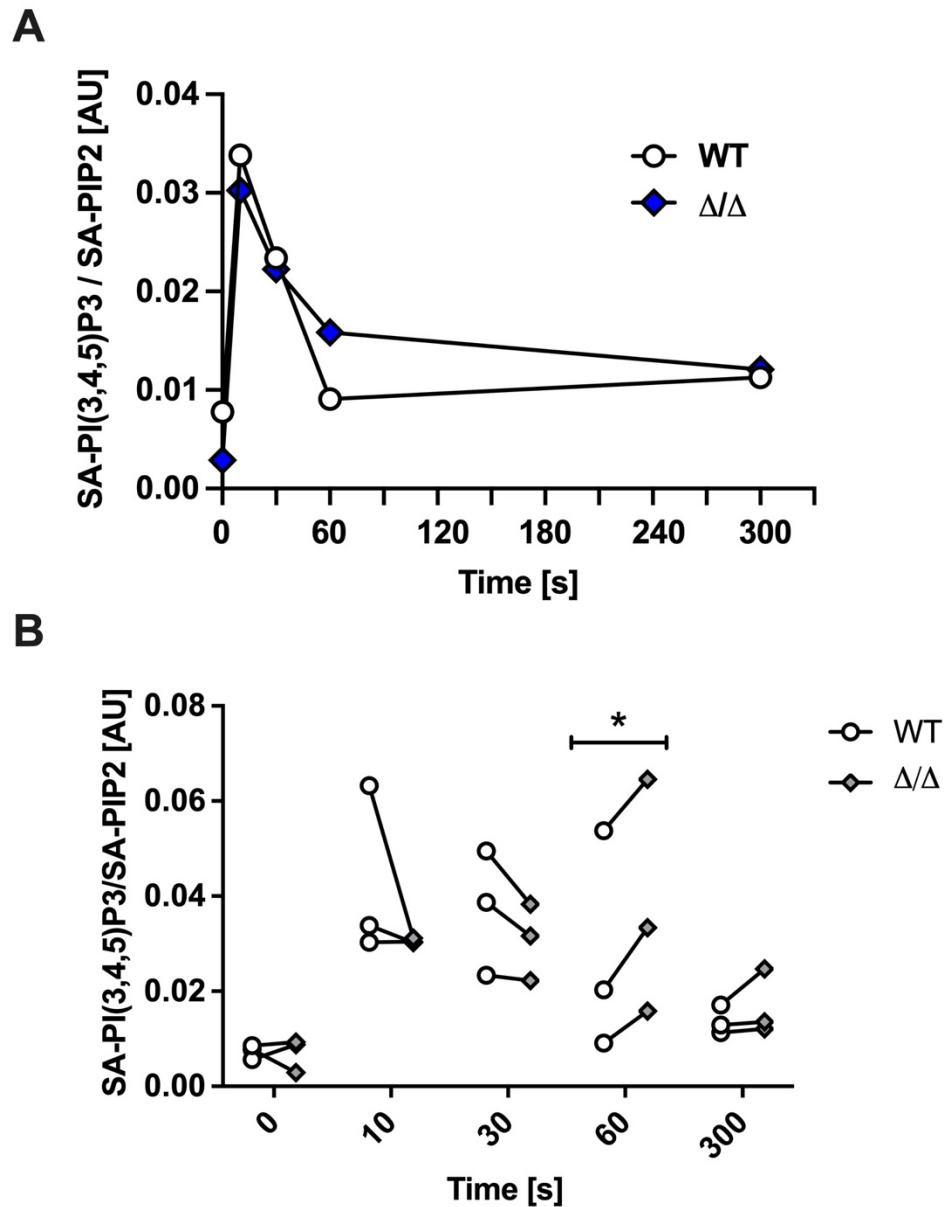 A
SA-PI(3,4,5)P3 / SA-PIP2 [AU]
0.04
0.03
0.02
0.01
0.00
WT
Δ/Δ
0 60 120 180 240 300
Time [s]
B
SA-PI(3,4,5)P3/SA-PIP2 [AU]
0.08
0.06
0.04
0.02
0.00
*
WT
Δ/Δ
0 10 30 60 300
Time [s]